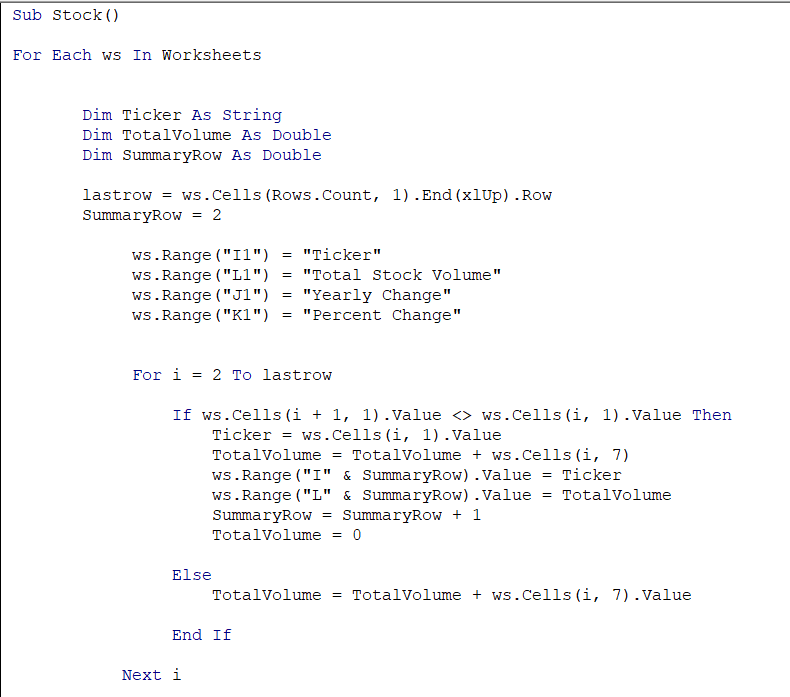 Sub Stock()
For Each ws In Worksheets
Dim Ticker As String
Dim TotalVolume As Double
Dim SummaryRow As Double
lastrow = ws.Cells(Rows.Count, 1).End(xlUp).Row
SummaryRow = 2
ws.Range("I1") = "Ticker"
ws.Range("L1") = "Total Stock Volume"
ws.Range("J1") = "Yearly Change"
ws.Range("K1") = "Percent Change"
For i = 2 To lastrow
If ws.Cells(i + 1, 1).Value <> ws.Cells(i, 1).Value Then
Ticker = ws.Cells(i, 1).Value
TotalVolume = TotalVolume + ws.Cells(i, 7)
ws.Range("I" & SummaryRow).Value = Ticker
ws.Range("L" & SummaryRow).Value = TotalVolume
SummaryRow = SummaryRow + 1
TotalVolume = 0
Else
TotalVolume = TotalVolume + ws.Cells(i, 7).Value
End If
Next i